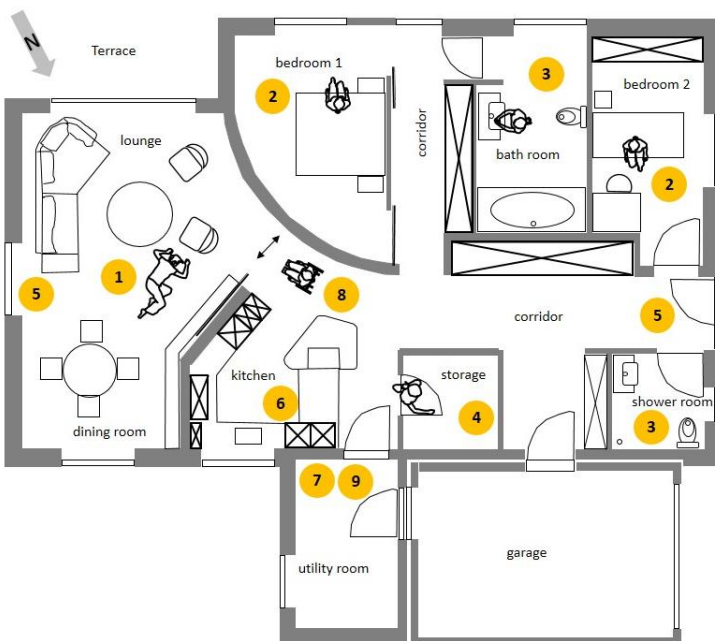 N
Terrace
bedroom 1
3
2
bedroom 2
lounge
corridor
bath room
2
1
5
8
5
corridor
kitchen
storage
6
4
shower room
3
dining room
7
9
garage
utility room